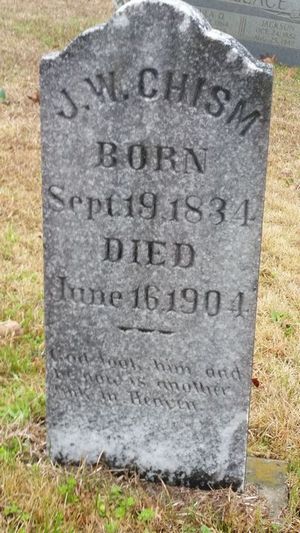 LACE
J.W. CHISM
BORN
Sept.19.1834.
DIED
June 16.1904.
God took him and
he now is another
in Heaven.